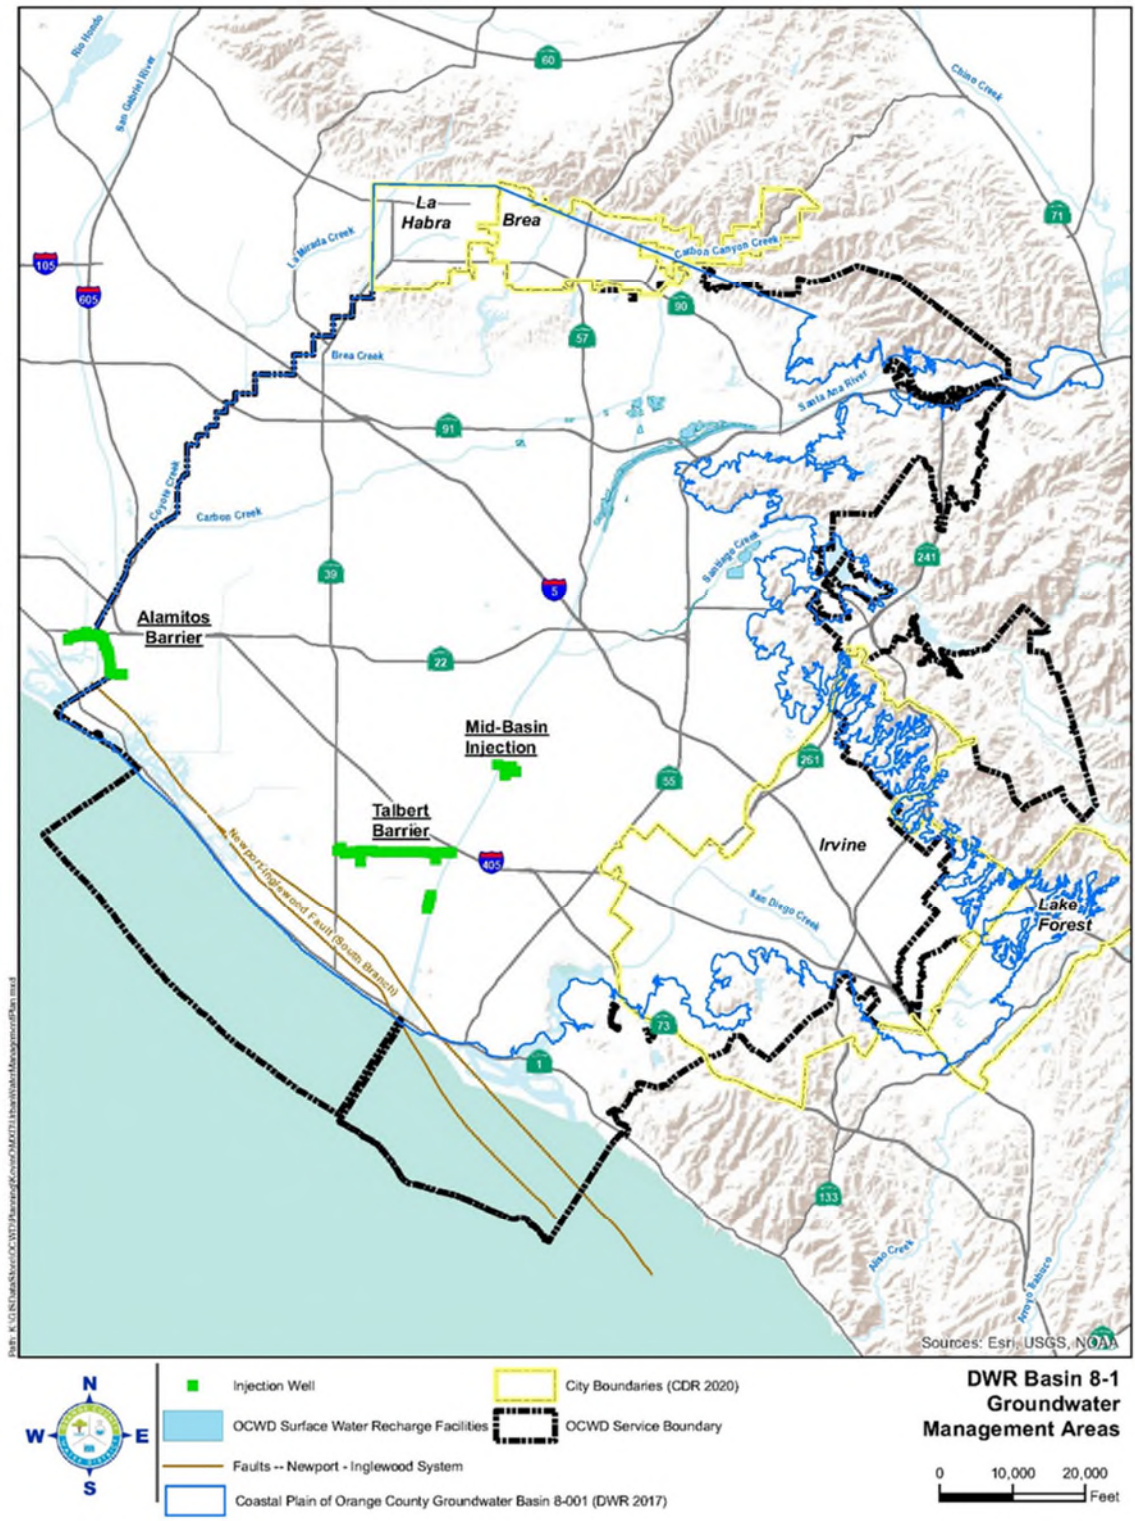 Rio Hondo
San Gabriel River
60
Chino Creek
71
La
Habra
Brea
La Mirada Creek
Carbon Canyon Creek
105
605
90
57
Brea Creek
Santa Ana River
91
Coyote Creek
Carbon Creek
Santiago Creek
241
39
5
Alamitos
Barrier
22
Mid-Basin
Injection
261
55
Talbert
Barrier
405
Irvine
Newport-Inglewood Fault (South Branch)
San Diego Creek
Lake
Forest
73
1
133
Aliso Creek
Arroyo Trabuco
Sources: Esri, USGS, NOAA
N
W
E
S
Injection Well
OCWD Surface Water Recharge Facilities
Faults -- Newport - Inglewood System
Coastal Plain of Orange County Groundwater Basin 8-001 (DWR 2017)
City Boundaries (CDR 2020)
OCWD Service Boundary
DWR Basin 8-1
Groundwater
Management Areas
0 10,000 20,000
Feet